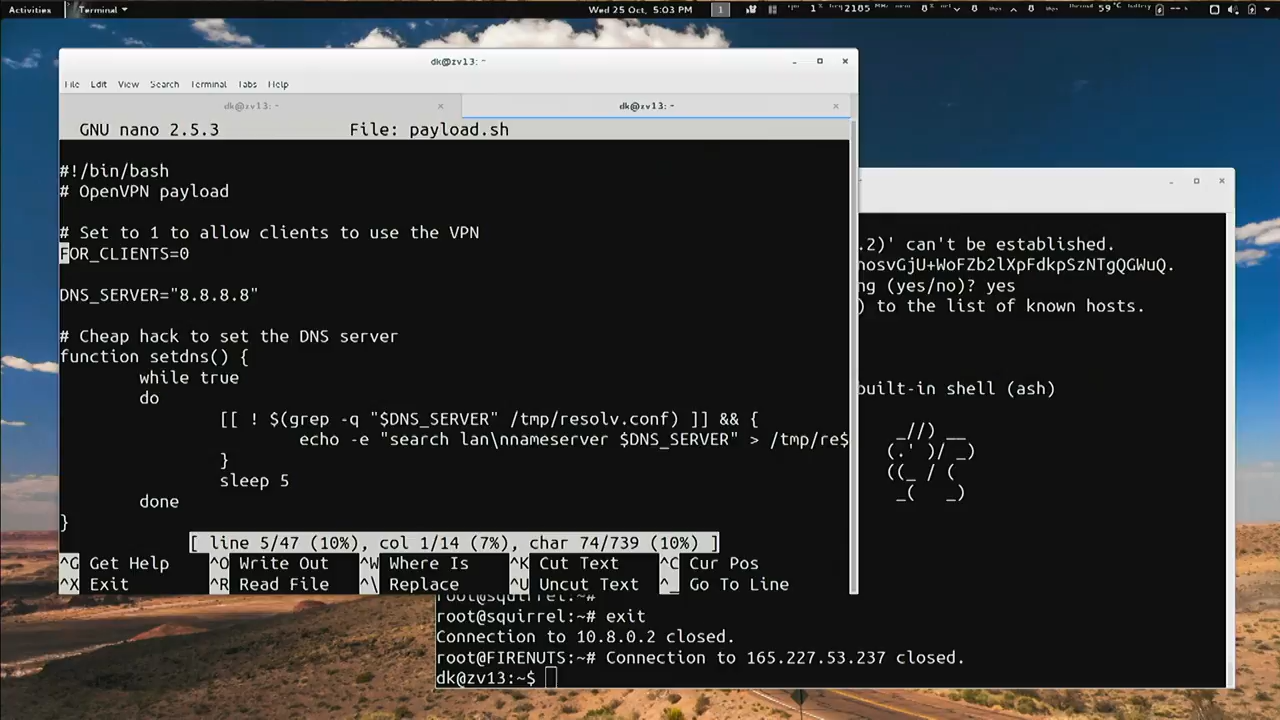 Activities Terminal Wed 25 Oct, 5:03 PM 1
dk@zv13: ~
File Edit View Search Terminal Tabs Help
dk@zv13: ~ × dk@zv13: ~ ×
GNU nano 2.5.3 File: payload.sh
#!/bin/bash
# OpenVPN payload
# Set to 1 to allow clients to use the VPN
FOR_CLIENTS=0
DNS_SERVER="8.8.8.8"
# Cheap hack to set the DNS server
function setdns() {
while true
do
[[ ! $(grep -q "$DNS_SERVER" /tmp/resolv.conf) ]] && {
echo -e "search lan\nnameserver $DNS_SERVER" > /tmp/re$
}
sleep 5
done
}
[ line 5/47 (10%), col 1/14 (7%), char 74/739 (10%) ]
^G Get Help ^O Write Out ^W Where Is ^K Cut Text ^C Cur Pos
^X Exit ^R Read File ^\ Replace ^U Uncut Text ^_ Go To Line
.2)' can't be established.
nosvGjU+WoFZb2lXpFdkpSzNTgQGWuQ.
ng (yes/no)? yes
) to the list of known hosts.
built-in shell (ash)
_//) __
(.' )/ _)
((_ / (
_( _)
root@squirrel:~#
root@squirrel:~# exit
Connection to 10.8.0.2 closed.
root@FIRENUTS:~# Connection to 165.227.53.237 closed.
dk@zv13:~$